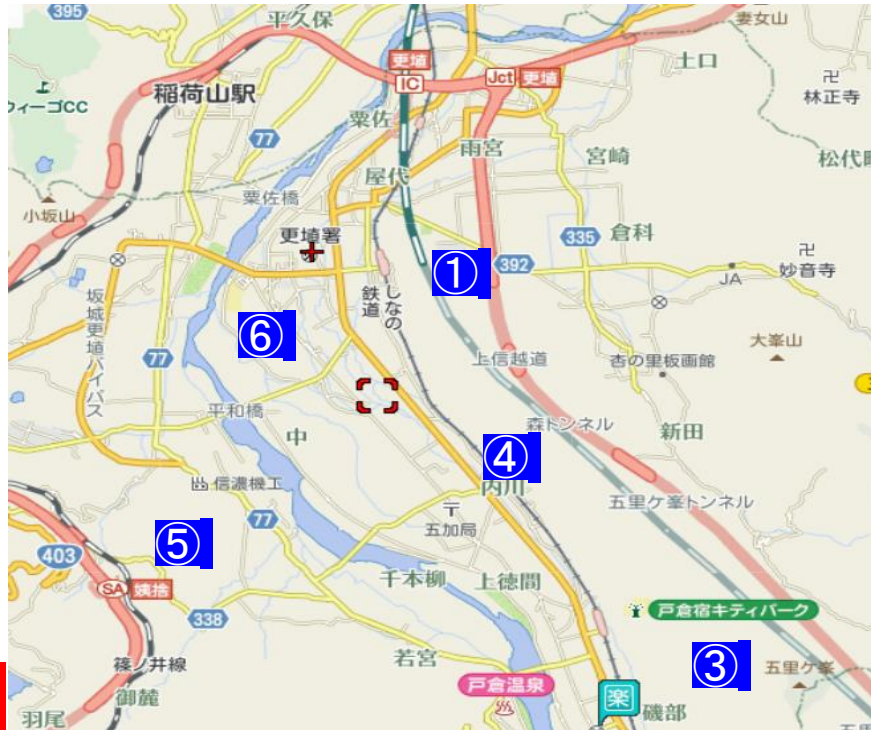 395
平久保
妻女山
更埴
IC
Jct 更埴
土口
卍
林正寺
ウィーゴCC
稲荷山駅
77
粟佐
雨宮
宮崎
松代町
屋代
粟佐橋
小坂山
更埴署
335
倉科
卍
妙音寺
①
392
JA
しなの
鉄道
坂城更埴バイパス
⑥
77
上信越道
杏の里板画館
大峯山
平和橋
中
森トンネル
新田
④
内川
信濃機工
五里ケ峯トンネル
77
〒
五加局
⑤
403
千本柳
上徳間
SA 姨捨
338
戸倉宿キティパーク
篠ノ井線
若宮
③
五里ケ峯
戸倉温泉
御麓
楽
磯部
羽尾